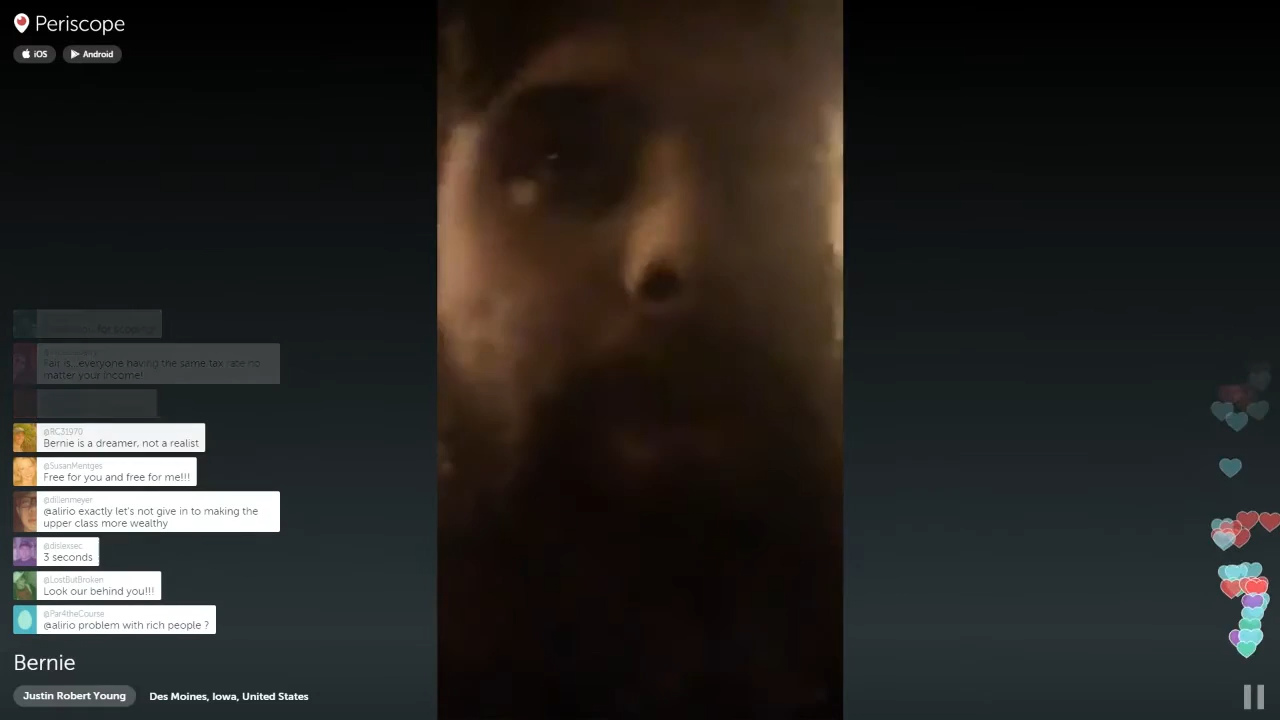 Periscope
iOS
Android
for scooping
Fair is...everyone having the same tax rate no
matter your income!
@RC31970
Bernie is a dreamer, not a realist
@SusanMentges
Free for you and free for me!!!
@dillenmeyer
@alirio exactly let's not give in to making the
upper class more wealthy
@dislexsec
3 seconds
@LostButBroken
Look our behind you!!!
@Par4theCourse
@alirio problem with rich people ?
Bernie
Justin Robert Young
Des Moines, Iowa, United States